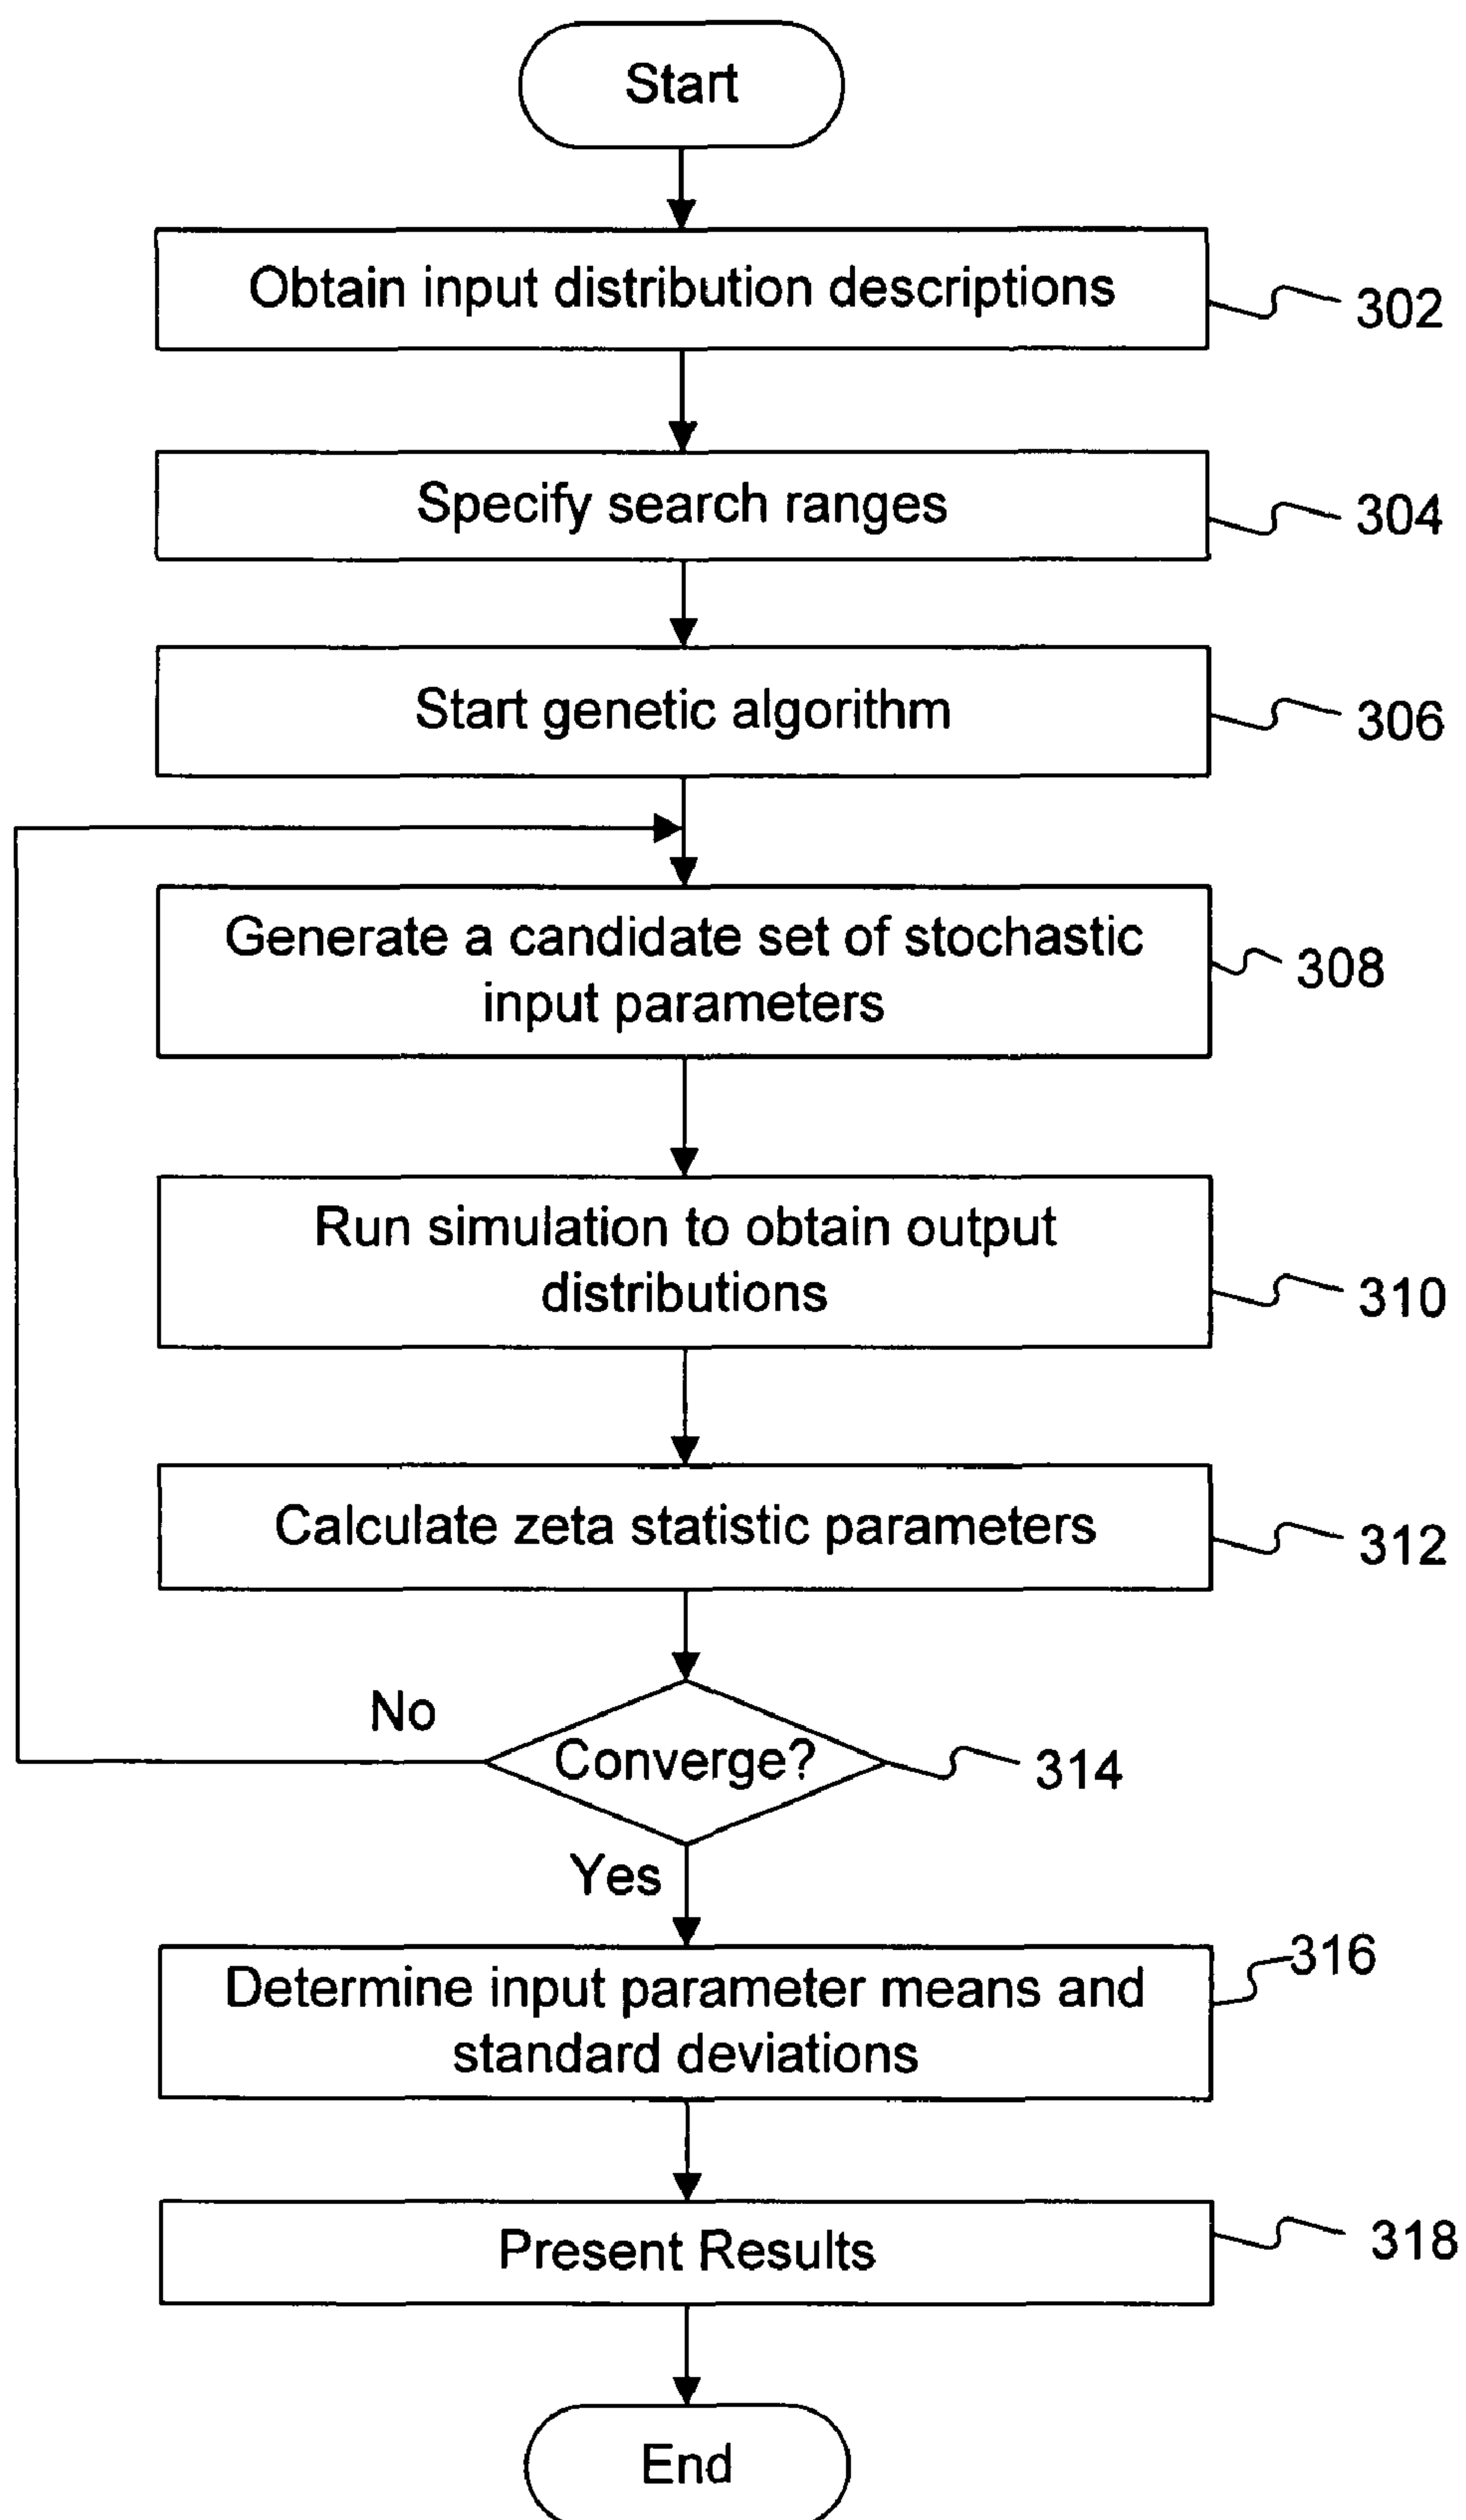 Start
Obtain input distribution descriptions
302
Specify search ranges
304
Start genetic algorithm
306
Generate a candidate set of stochastic
input parameters
308
Run simulation to obtain output
distributions
310
Calculate zeta statistic parameters
312
No
Converge?
314
Yes
316
Determine input parameter means and
standard deviations
Present Results
318
End